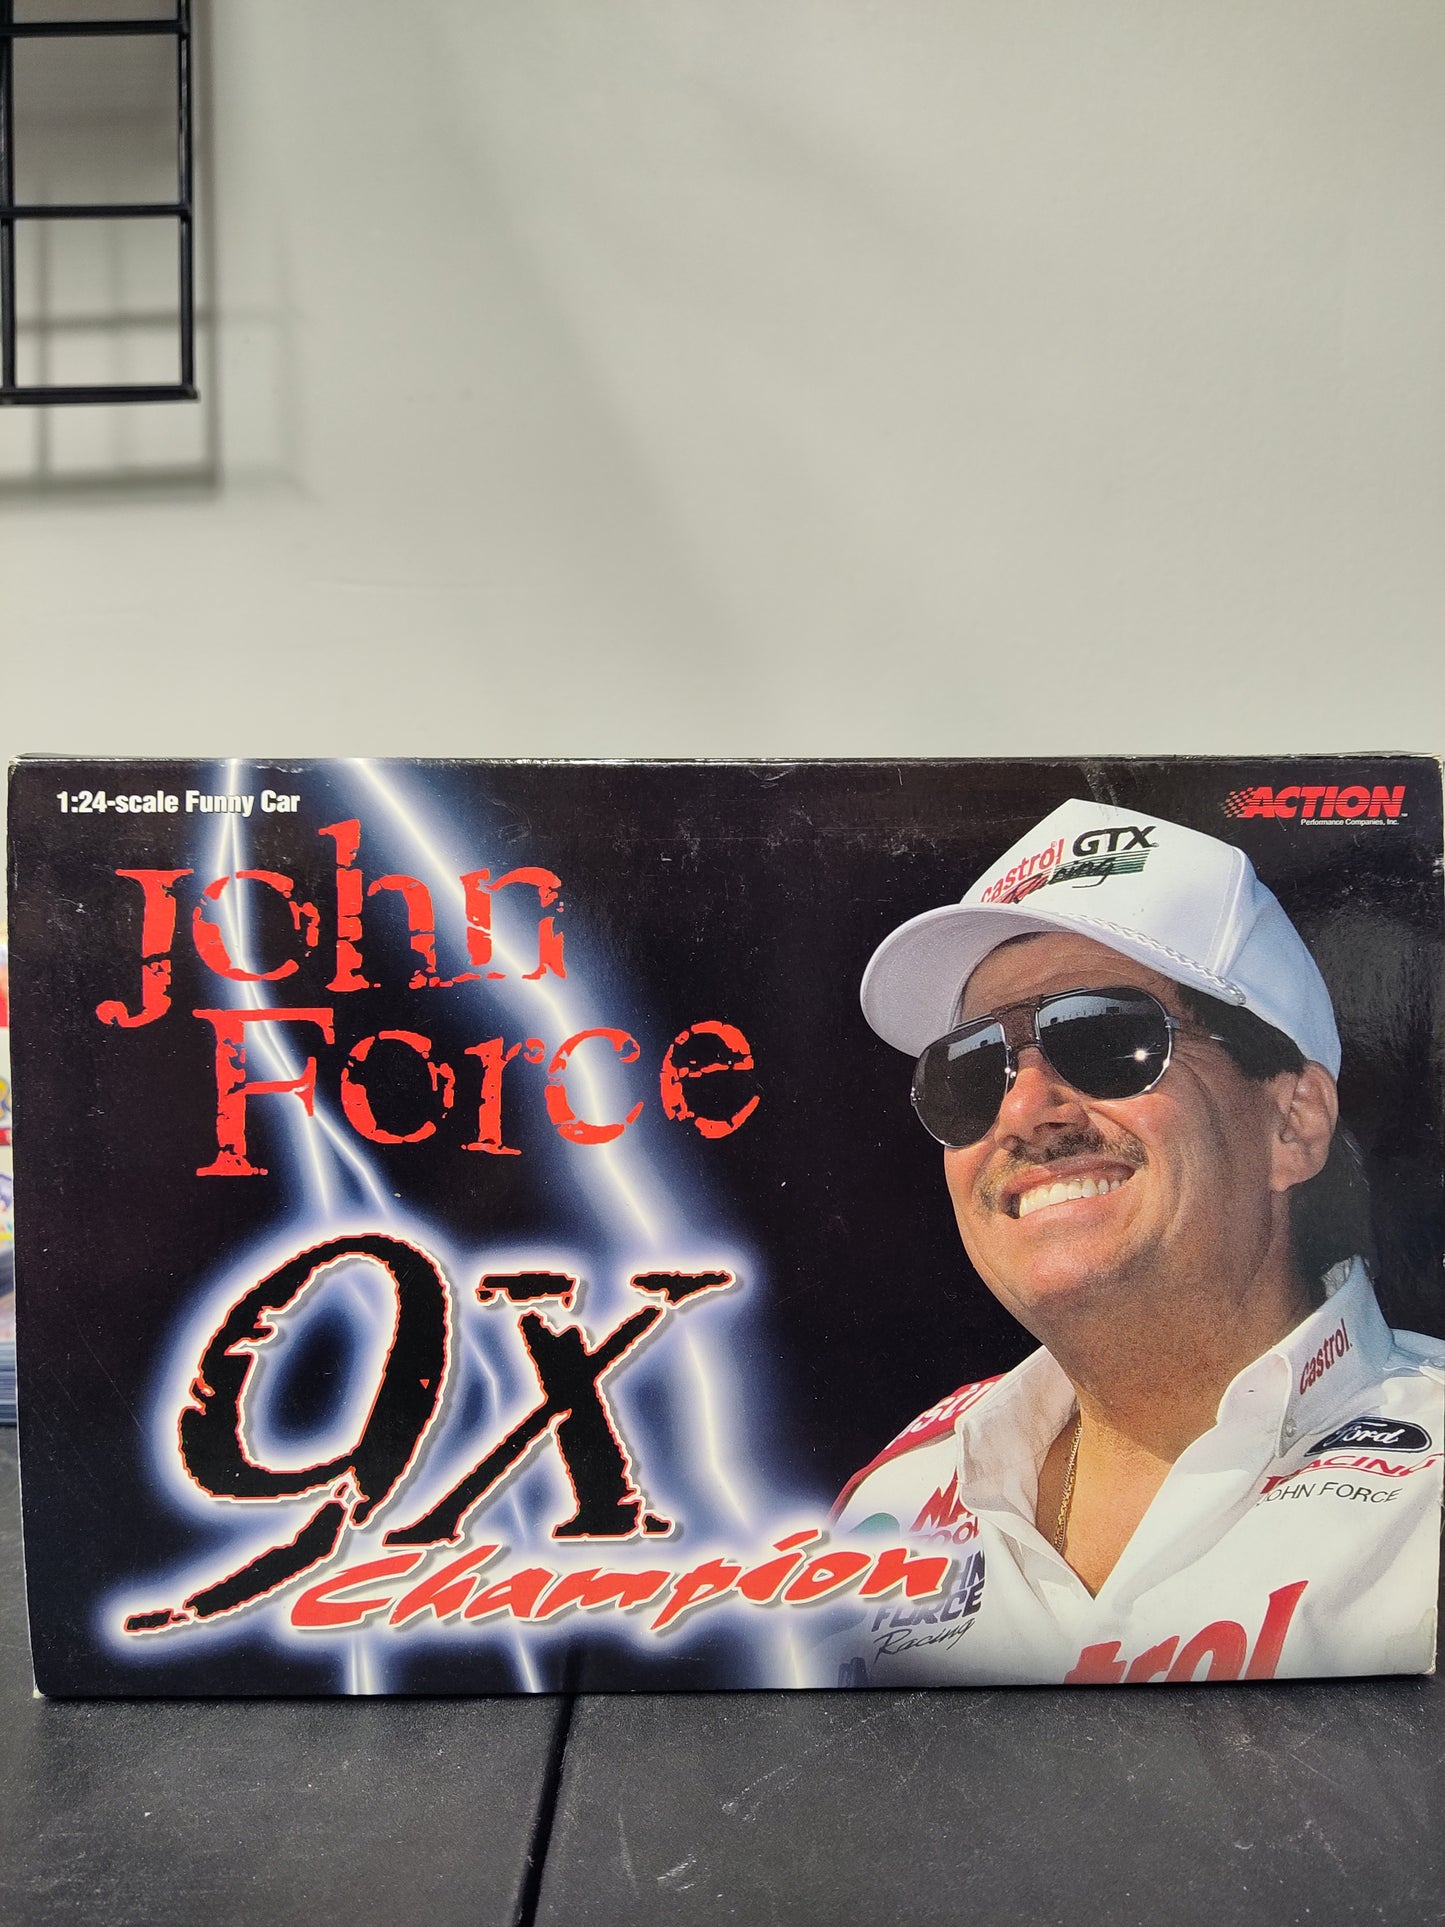 1:24-scale Funny Car
ACTION
Performance Companies, Inc.
John
Force
9X
Champion
Castrol GTX
Racing
Castrol
Ford
RACING
JOHN FORCE
FORCE
Racing